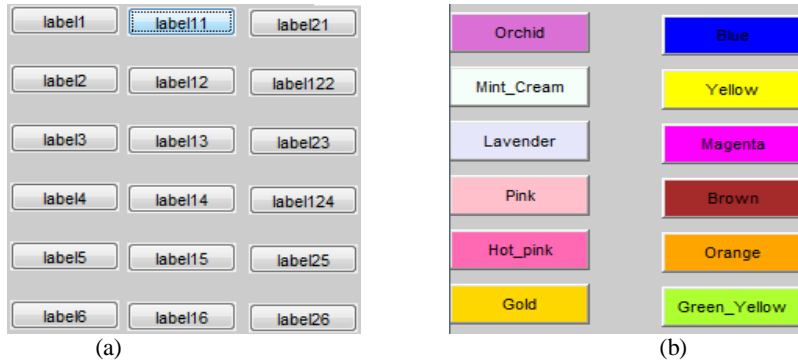 label1 label11 label21
label2 label12 label122
label3 label13 label23
label4 label14 label124
label5 label15 label25
label6 label16 label26
(a)
Orchid Blue
Mint_Cream Yellow
Lavender Magenta
Pink Brown
Hot_pink Orange
Gold Green_Yellow
(b)